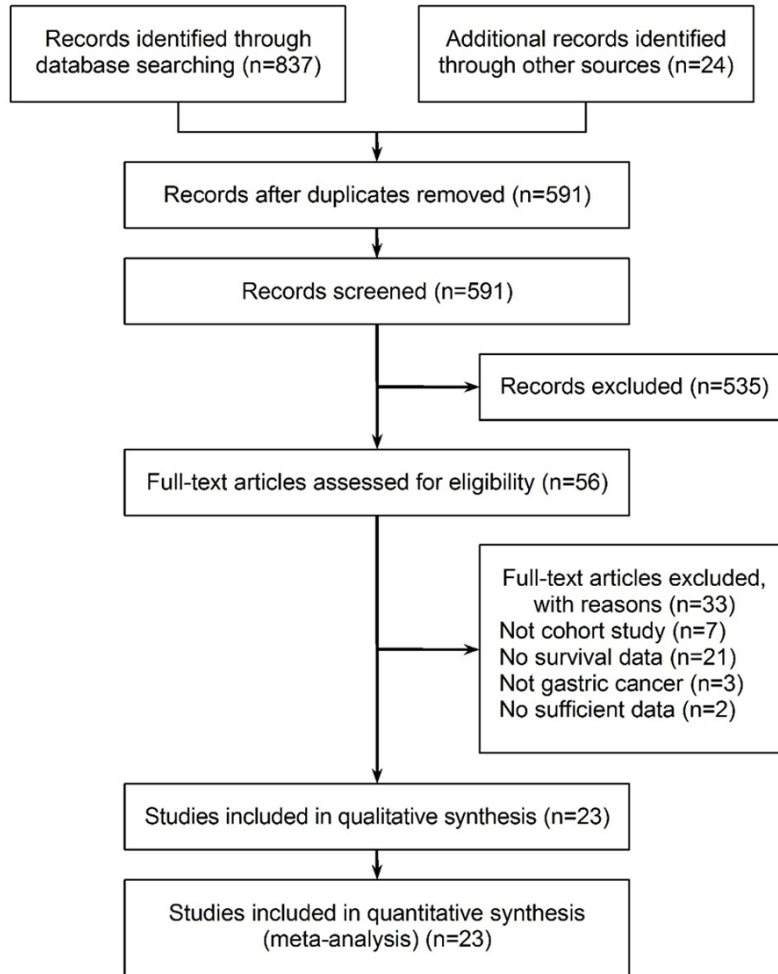 Records identified through
database searching (n=837)
Additional records identified
through other sources (n=24)
Records after duplicates removed (n=591)
Records screened (n=591)
Records excluded (n=535)
Full-text articles assessed for eligibility (n=56)
Full-text articles excluded,
with reasons (n=33)
Not cohort study (n=7)
No survival data (n=21)
Not gastric cancer (n=3)
No sufficient data (n=2)
Studies included in qualitative synthesis (n=23)
Studies included in quantitative synthesis
(meta-analysis) (n=23)